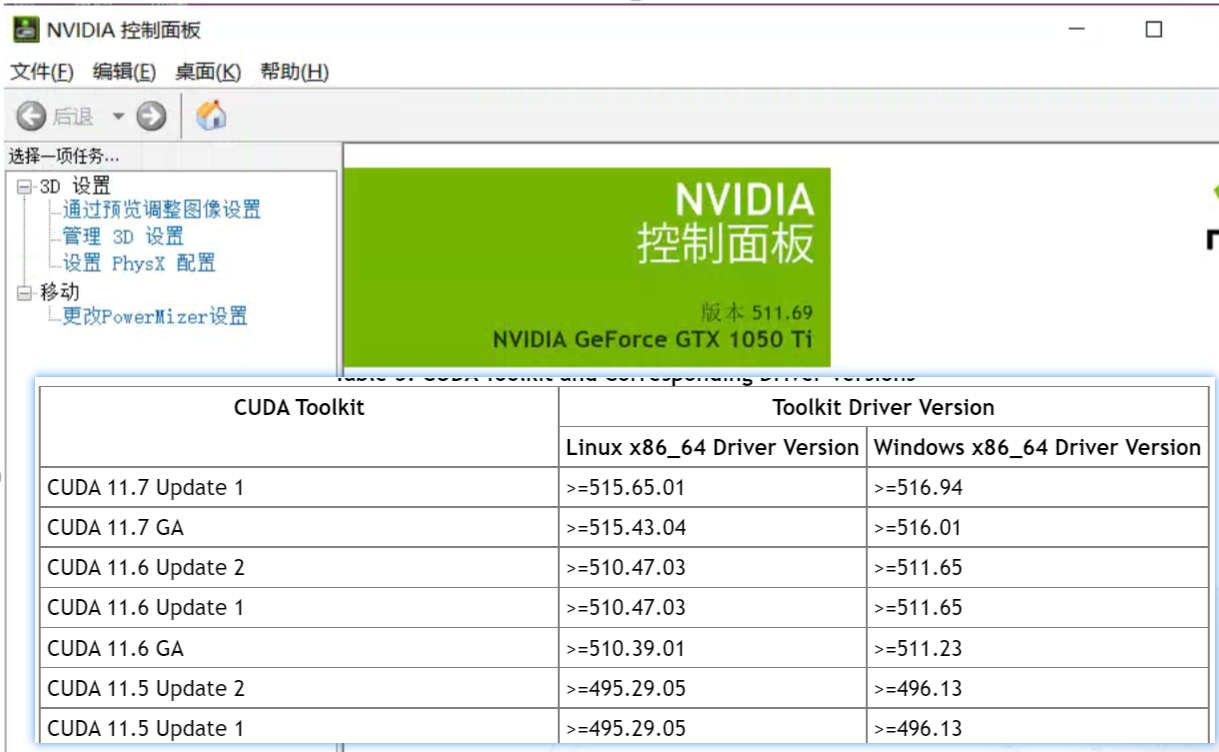 NVIDIA 控制面板
文件(F) 编辑(E) 桌面(K) 帮助(H)
后退
选择一项任务...
3D 设置
通过预览调整图像设置
管理 3D 设置
设置 PhysX 配置
移动
更改PowerMizer设置
NVIDIA
控制面板
版本 511.69
NVIDIA GeForce GTX 1050 Ti
Table 3. CUDA Toolkit and Corresponding Driver Versions
CUDA Toolkit Toolkit Driver Version
Linux x86_64 Driver Version Windows x86_64 Driver Version
CUDA 11.7 Update 1 >=515.65.01 >=516.94
CUDA 11.7 GA >=515.43.04 >=516.01
CUDA 11.6 Update 2 >=510.47.03 >=511.65
CUDA 11.6 Update 1 >=510.47.03 >=511.65
CUDA 11.6 GA >=510.39.01 >=511.23
CUDA 11.5 Update 2 >=495.29.05 >=496.13
CUDA 11.5 Update 1 >=495.29.05 >=496.13